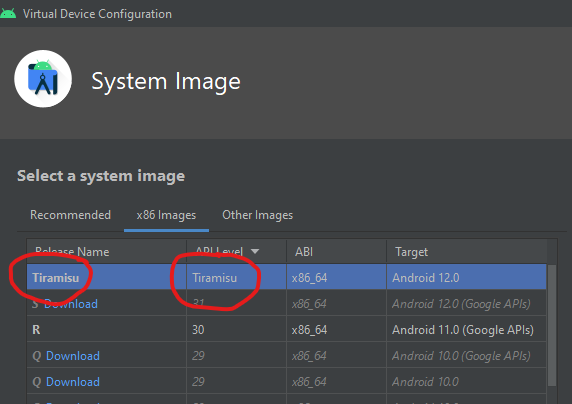 Virtual Device Configuration
System Image
Select a system image
Recommended x86 Images Other Images
Release Name API Level ABI Target
Tiramisu Tiramisu x86_64 Android 12.0
S Download 31 x86_64 Android 12.0 (Google APIs)
R 30 x86_64 Android 11.0 (Google APIs)
Q Download 29 x86_64 Android 10.0 (Google APIs)
Q Download 29 x86_64 Android 10.0